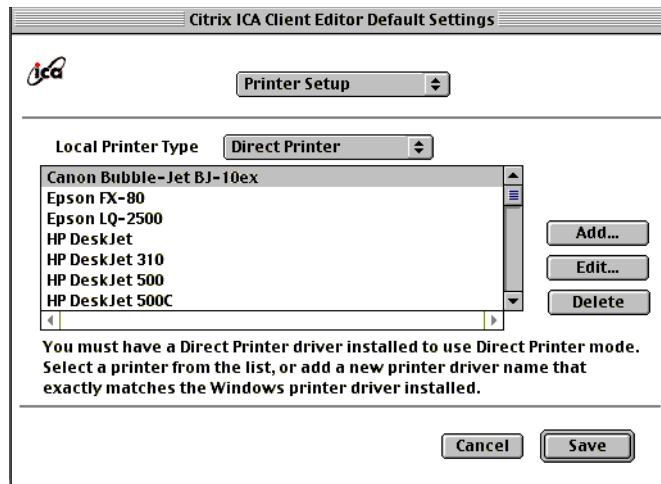 Citrix ICA Client Editor Default Settings
ica
Printer Setup
Local Printer Type Direct Printer
Canon Bubble-Jet BJ-10ex
Epson FX-80
Epson LQ-2500
HP DeskJet
HP DeskJet 310
HP DeskJet 500
HP DeskJet 500C
Add...
Edit...
Delete
You must have a Direct Printer driver installed to use Direct Printer mode.
Select a printer from the list, or add a new printer driver name that
exactly matches the Windows printer driver installed.
Cancel Save